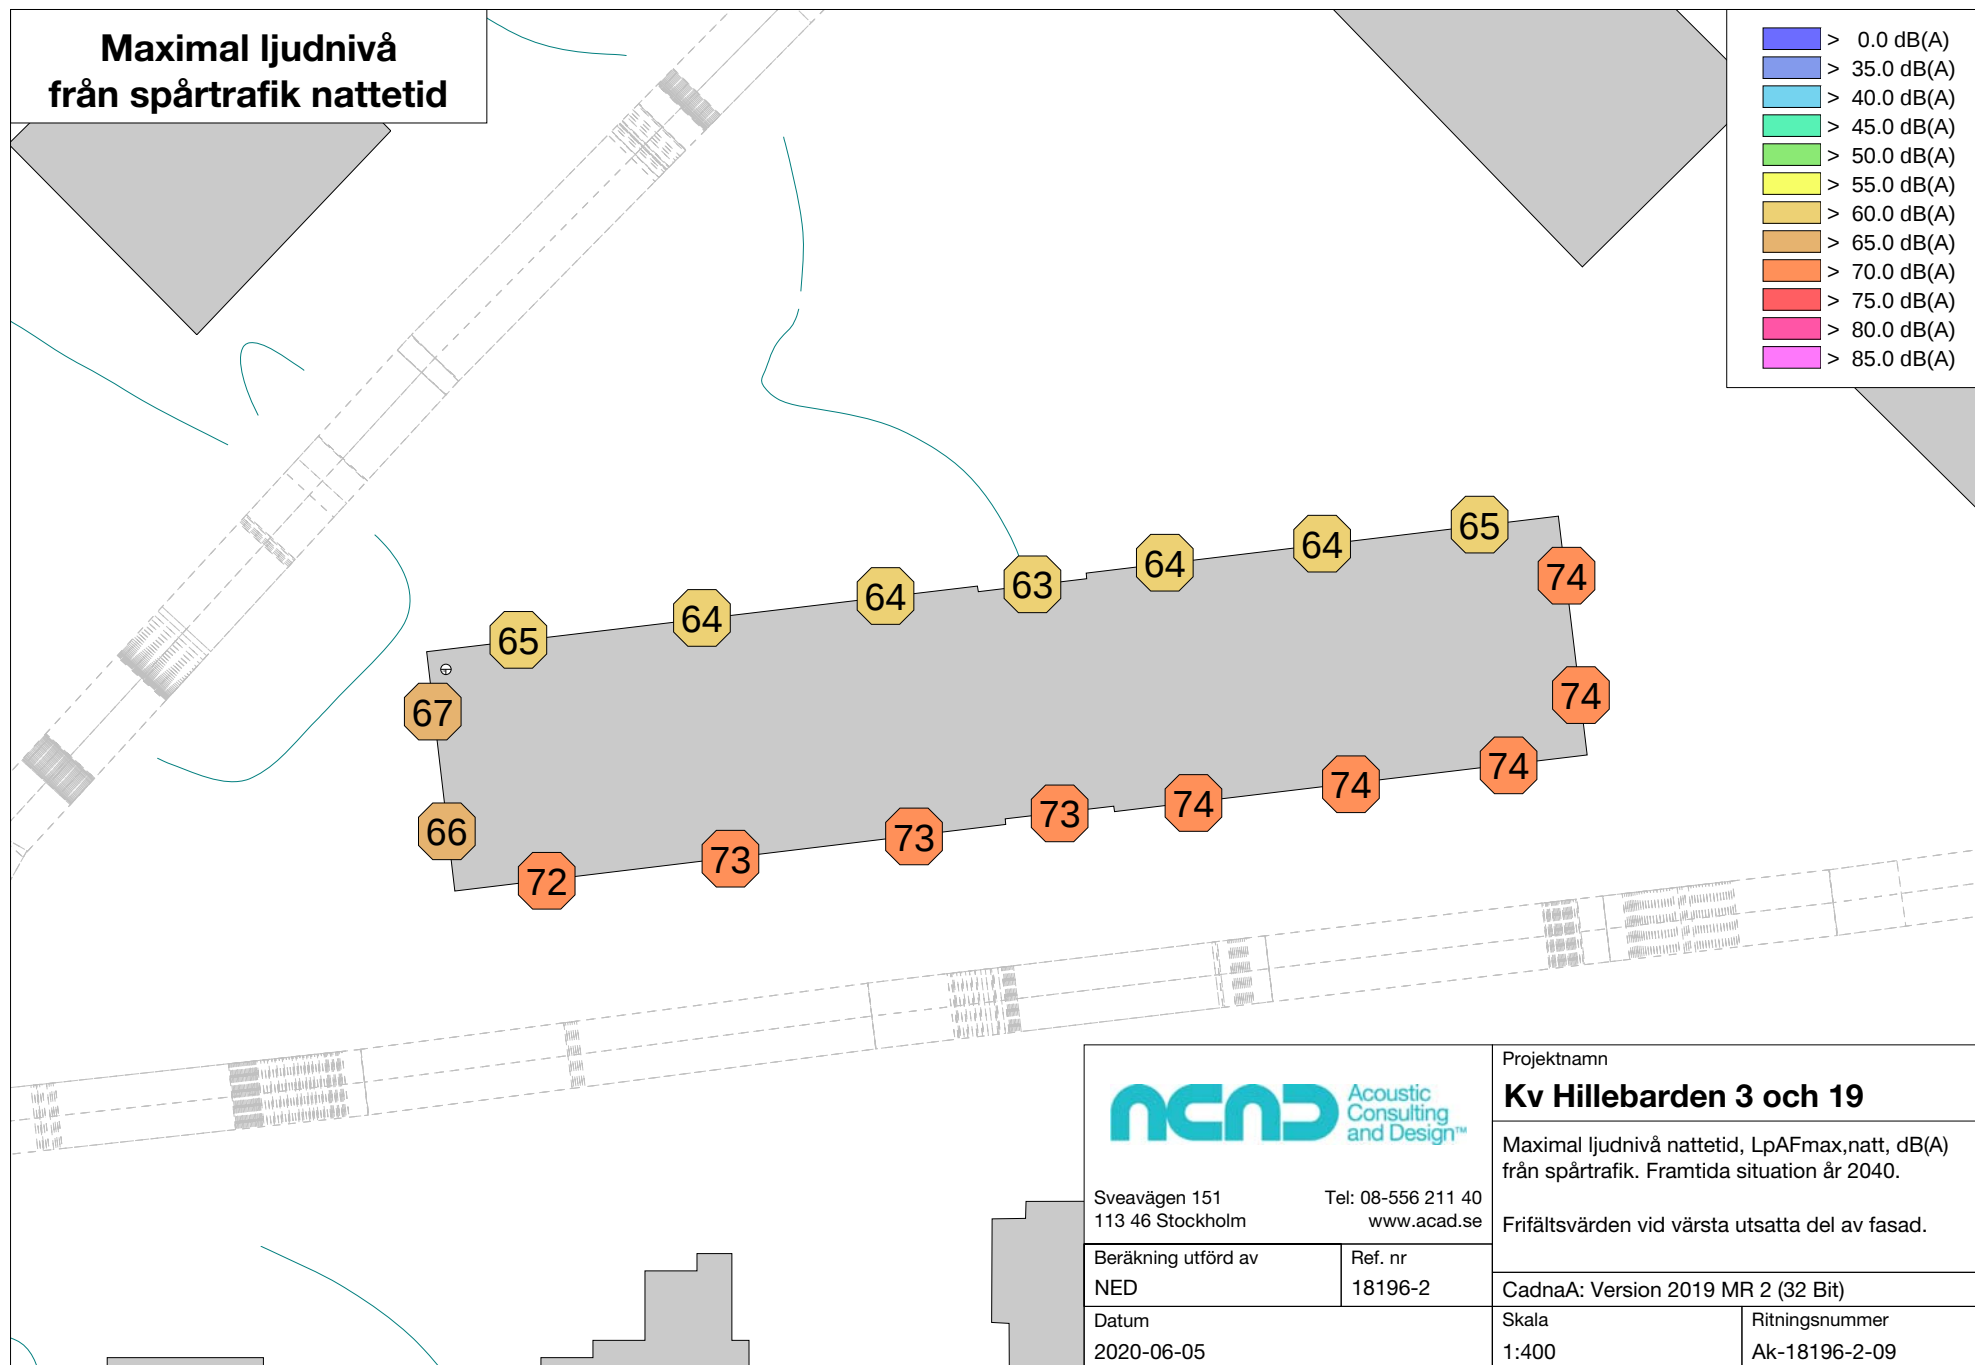 Maximal ljudnivå
från spårtrafik nattetid
> 0.0 dB(A)
> 35.0 dB(A)
> 40.0 dB(A)
> 45.0 dB(A)
> 50.0 dB(A)
> 55.0 dB(A)
> 60.0 dB(A)
> 65.0 dB(A)
> 70.0 dB(A)
> 75.0 dB(A)
> 80.0 dB(A)
> 85.0 dB(A)
65
64
64
63
64
64
65
74
67
74
66
72
73
73
73
74
74
74
ACAD
Acoustic
Consulting
and Design™
Sveavägen 151 Tel: 08-556 211 40
113 46 Stockholm www.acad.se
Projektnamn
Kv Hillebarden 3 och 19
Maximal ljudnivå nattetid, LpAFmax,natt, dB(A)
från spårtrafik. Framtida situation år 2040.
Frifältsvärden vid värsta utsatta del av fasad.
Beräkning utförd av
NED
Ref. nr
18196-2
CadnaA: Version 2019 MR 2 (32 Bit)
Datum
2020-06-05
Skala
1:400
Ritningsnummer
Ak-18196-2-09